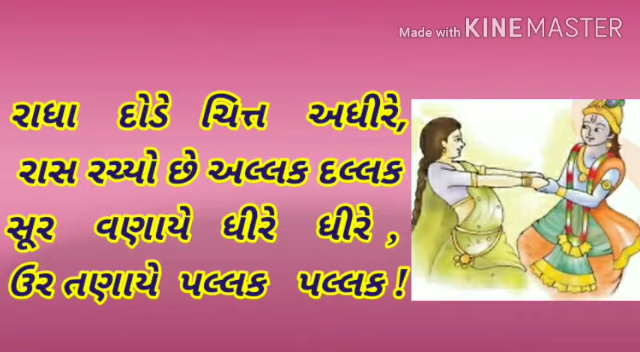 Made with KINEMASTER
રાધા દોડે ચિત્ત અધીરે,
રાસ રચ્યો છે અલ્લક દલ્લક
સૂર વણાયે ધીરે ધીરે ,
ઉર તણાયે પલ્લક પલ્લક !